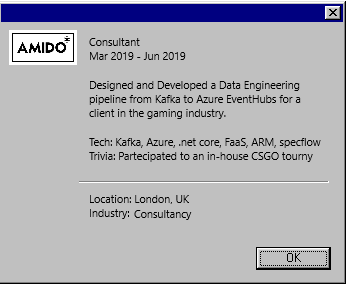 AMIDO*
Consultant
Mar 2019 - Jun 2019
Designed and Developed a Data Engineering
pipeline from Kafka to Azure EventHubs for a
client in the gaming industry.
Tech: Kafka, Azure, .net core, FaaS, ARM, specflow
Trivia: Partecipated to an in-house CSGO tourny
Location: London, UK
Industry: Consultancy
OK